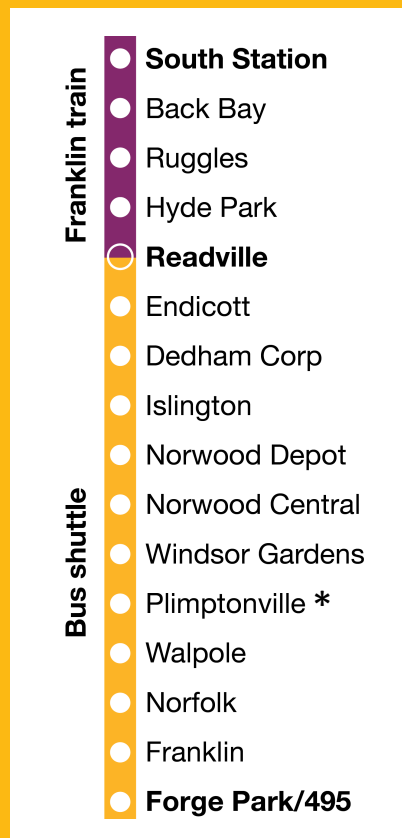 Franklin train
South Station
Back Bay
Ruggles
Hyde Park
Readville
Bus shuttle
Endicott
Dedham Corp
Islington
Norwood Depot
Norwood Central
Windsor Gardens
Plimptonville *
Walpole
Norfolk
Franklin
Forge Park/495